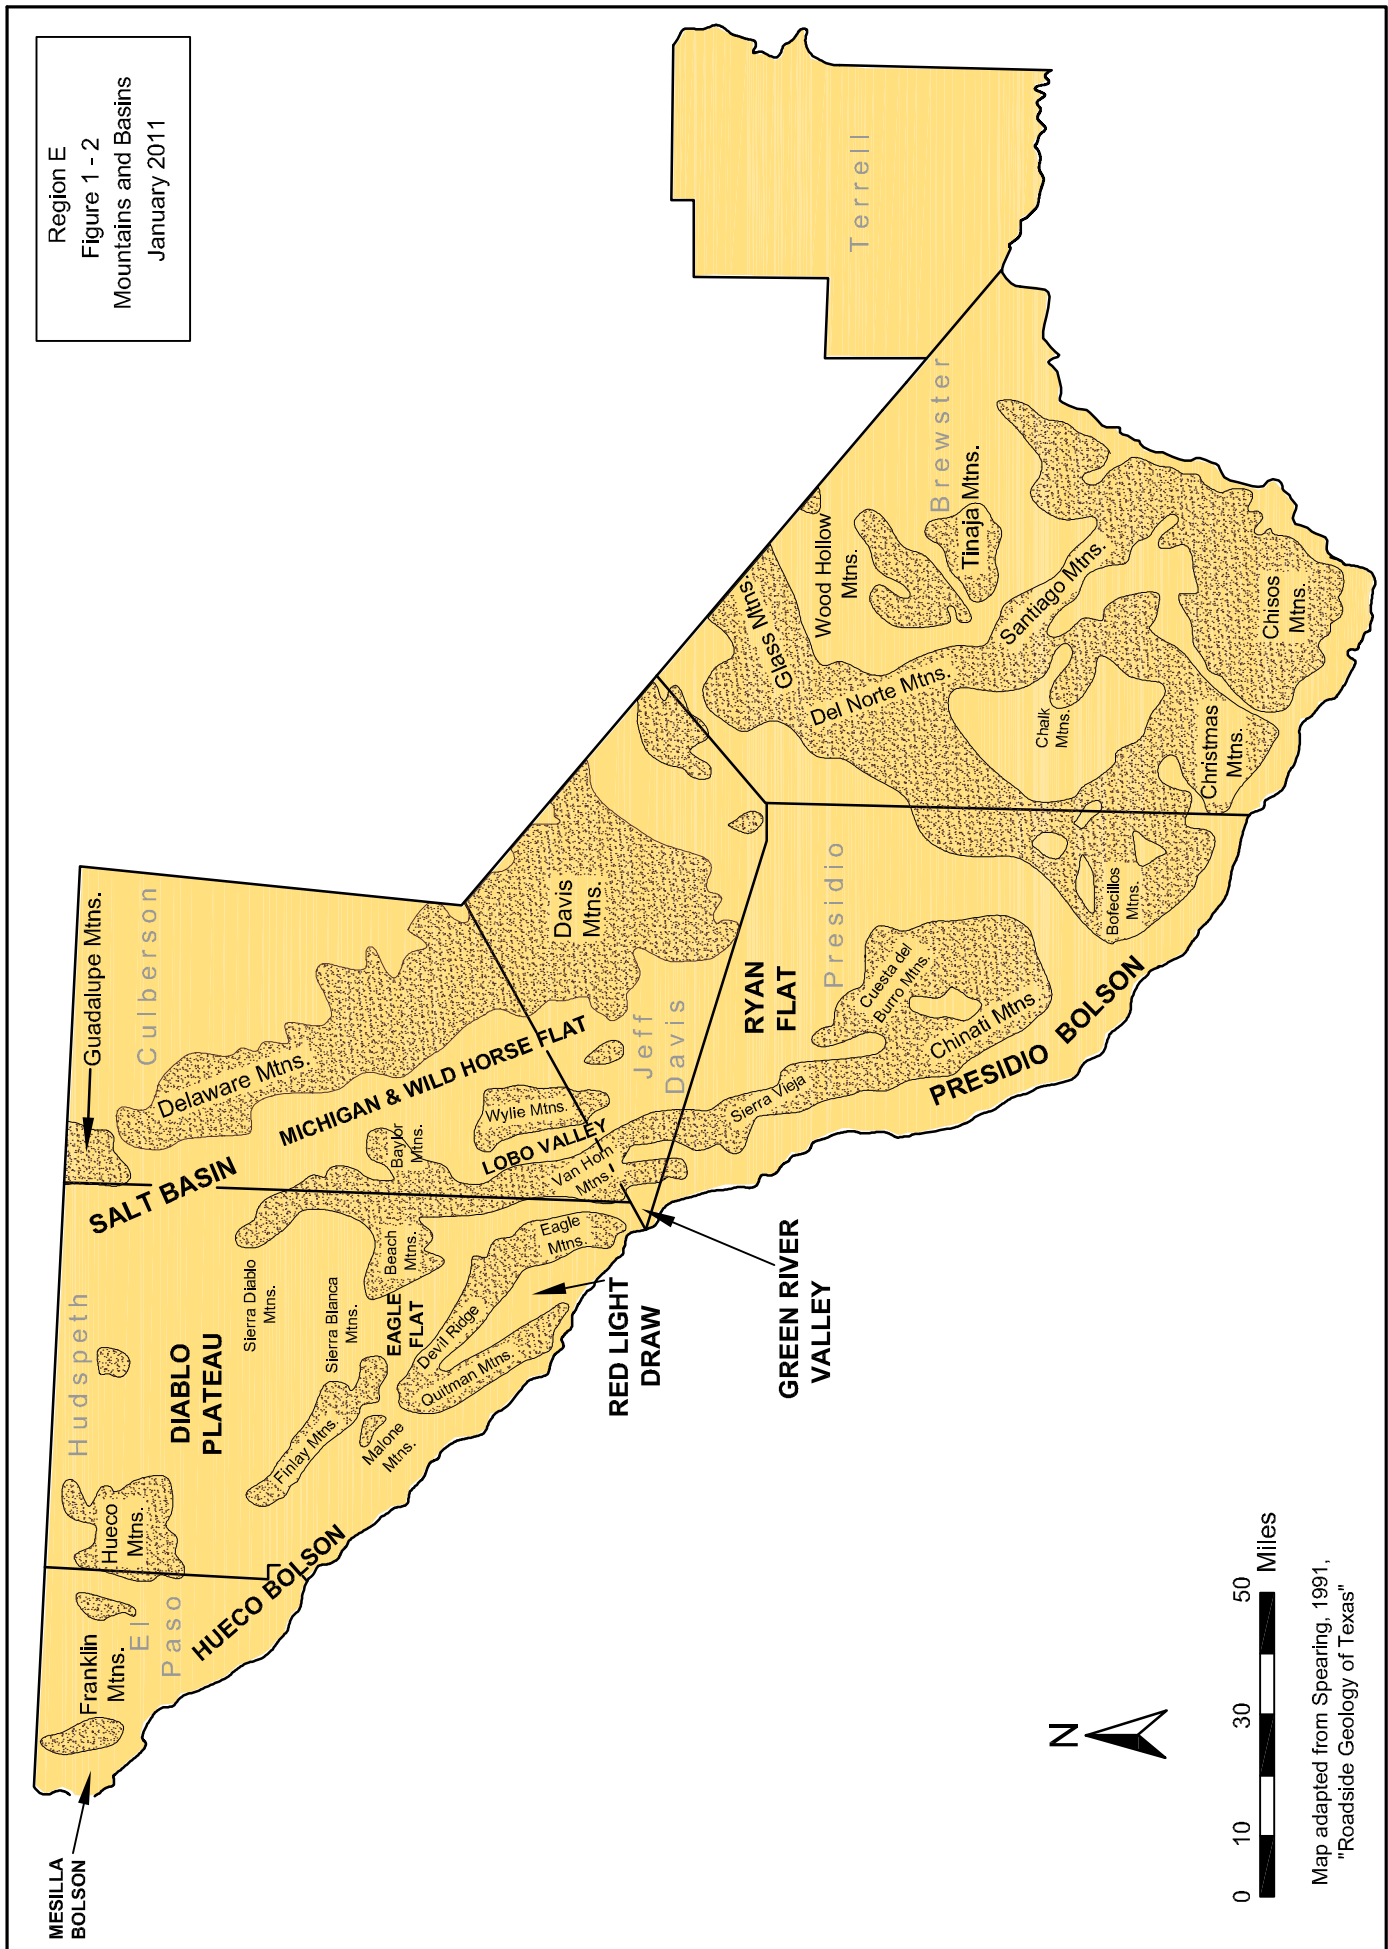 Region E
Figure 1 - 2
Mountains and Basins
January 2011
MESILLA
BOLSON
Franklin
Mtns.
El
Paso
HUECO BOLSON
Hueco
Mtns.
Hudspeth
DIABLO
PLATEAU
Finlay Mtns.
Malone
Mtns.
Sierra Blanca
Mtns.
Sierra Diablo
Mtns.
EAGLE
FLAT
Devil Ridge
Quitman Mtns.
Eagle
Mtns.
Beach
Mtns.
Baylor
Mtns.
RED LIGHT
DRAW
GREEN RIVER
VALLEY
SALT BASIN
Guadalupe Mtns.
Culberson
Delaware Mtns.
MICHIGAN & WILD HORSE FLAT
Wylie Mtns.
LOBO VALLEY
Van Horn
Mtns.
Jeff
Davis
Davis
Mtns.
RYAN
FLAT
Presidio
Sierra Vieja
Cuesta del
Burro Mtns.
Chinati Mtns
PRESIDIO BOLSON
Bofecillos
Mtns.
Glass Mtns.
Wood Hollow
Mtns.
Brewster
Tinaja Mtns.
Del Norte Mtns.
Santiago Mtns.
Chalk
Mtns.
Christmas
Mtns.
Chisos
Mtns.
Terrell
N
0 10 30 50
Miles
Map adapted from Spearing, 1991,
"Roadside Geology of Texas"